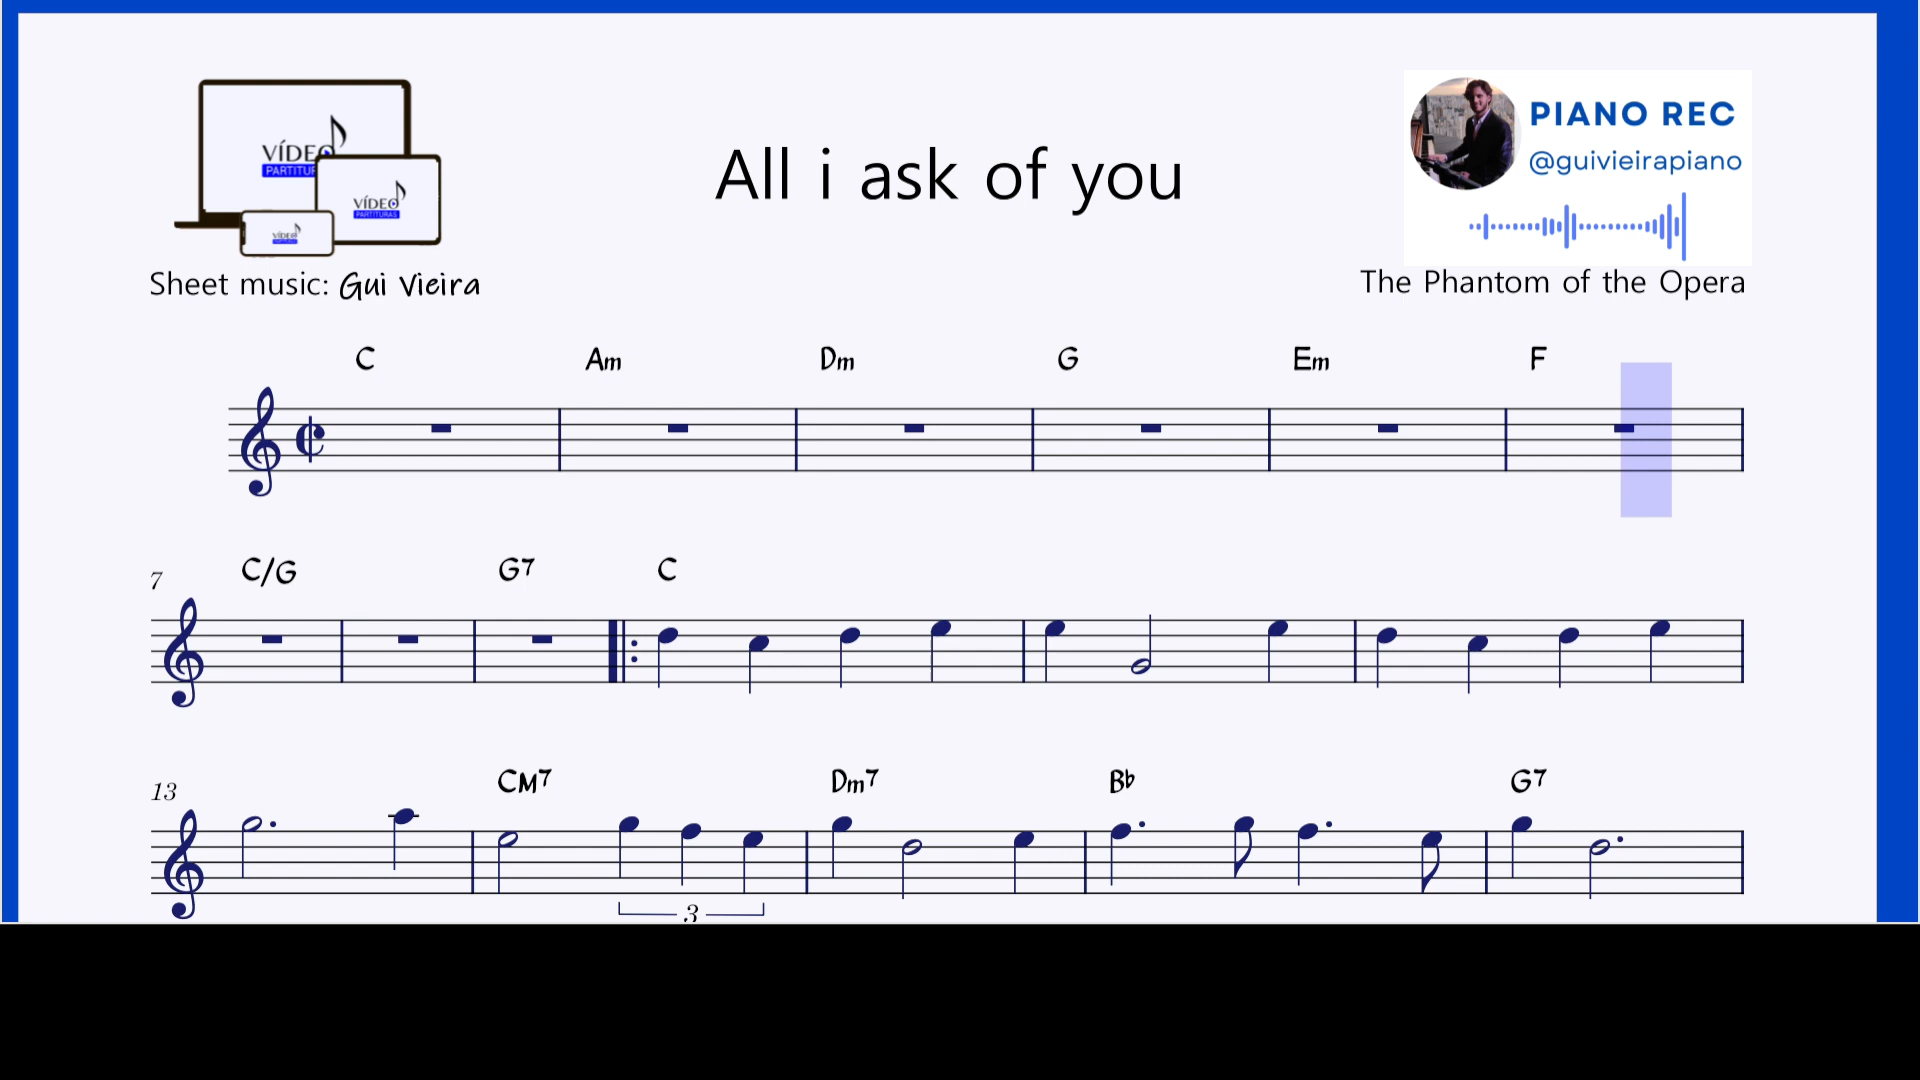 VÍDEO
PARTITURAS
VÍDEO
PARTITURAS
All i ask of you
PIANO REC
@guivieirapiano
Sheet music: Gui Vieira
The Phantom of the Opera
C Am Dm G Em F
7 C/G G7 C
13 CM7 Dm7 B♭ G7
3